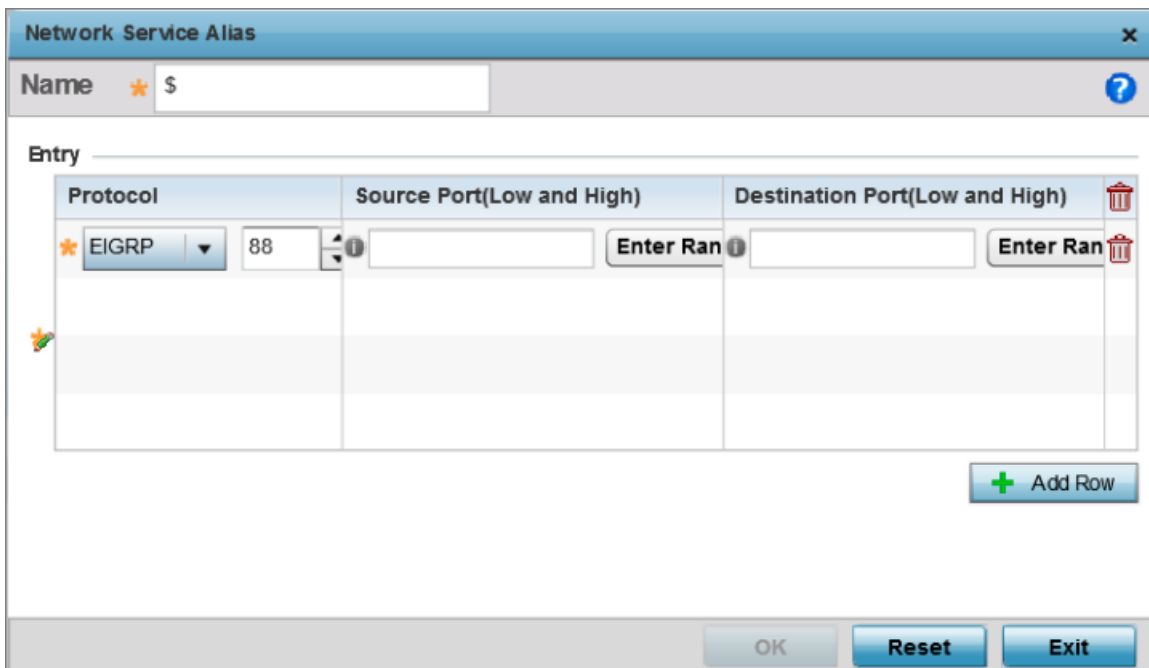 Network Service Alias
Name * $
Entry
Protocol Source Port(Low and High) Destination Port(Low and High)
* EIGRP 88 Enter Ran Enter Ran
+ Add Row
OK Reset Exit